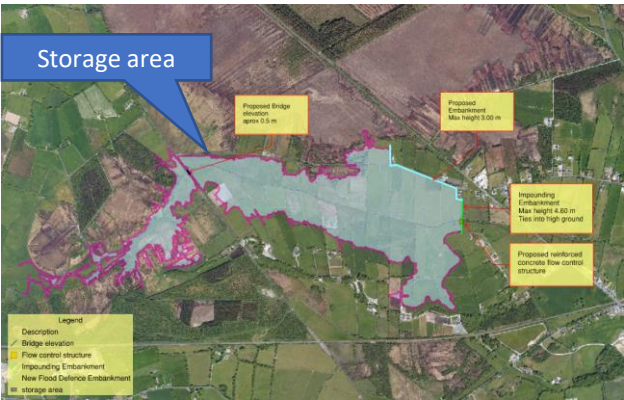 Storage area
Proposed Bridge
elevation
aprox 0.5 m
Proposed
Embankment
Max height 3.00 m
Impounding
Embankment
Max height 4.60 m
Ties into high ground
Proposed reinforced
concrete flow control
structure
Legend
Description
Bridge elevation
Flow control structure
Impounding Embankment
New Flood Defence Embankment
storage area